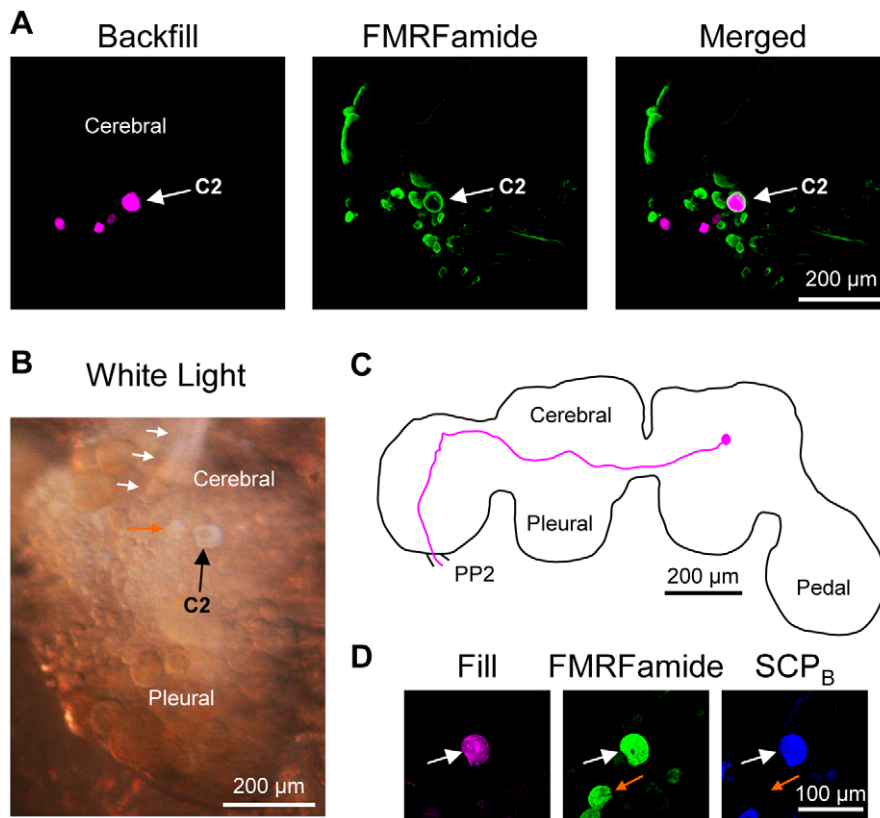 A
Backfill
FMRFamide
Merged
Cerebral
C2
C2
C2
200 µm
B
White Light
Cerebral
C2
Pleural
200 µm
C
Cerebral
Pleural
PP2
200 µm
Pedal
D
Fill
FMRFamide
SCPB
100 µm